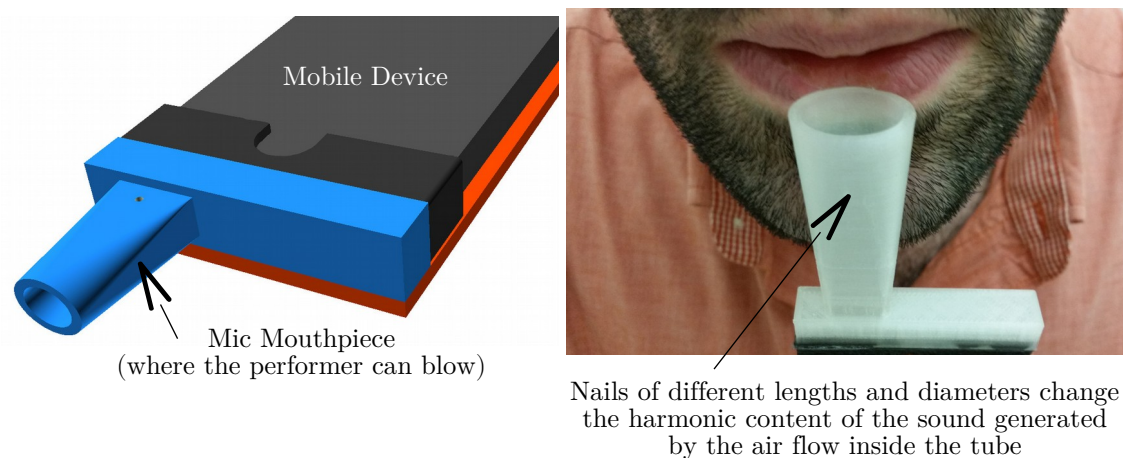 Mobile Device
Mic Mouthpiece
(where the performer can blow)
Nails of different lengths and diameters change
the harmonic content of the sound generated
by the air flow inside the tube